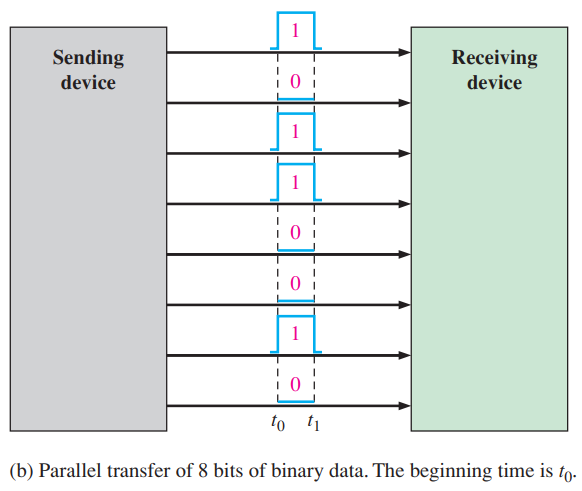 Sending
device
Receiving
device
1
0
1
1
0
0
1
0
t0 t1
(b) Parallel transfer of 8 bits of binary data. The beginning time is t0.